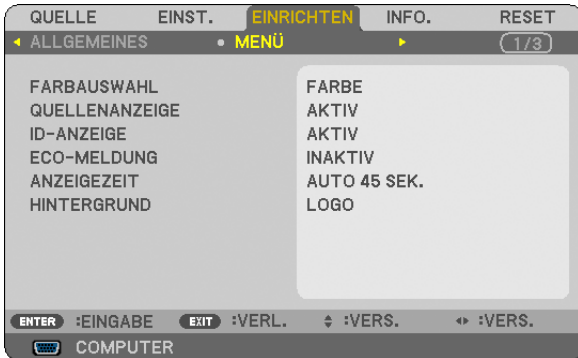 QUELLE EINST. EINRICHTEN INFO. RESET
ALLGEMEINES • MENÜ 1/3
FARBAUSWAHL FARBE
QUELLENANZEIGE AKTIV
ID-ANZEIGE AKTIV
ECO-MELDUNG INAKTIV
ANZEIGEZEIT AUTO 45 SEK.
HINTERGRUND LOGO
ENTER :EINGABE EXIT :VERL. :VERS. :VERS.
COMPUTER